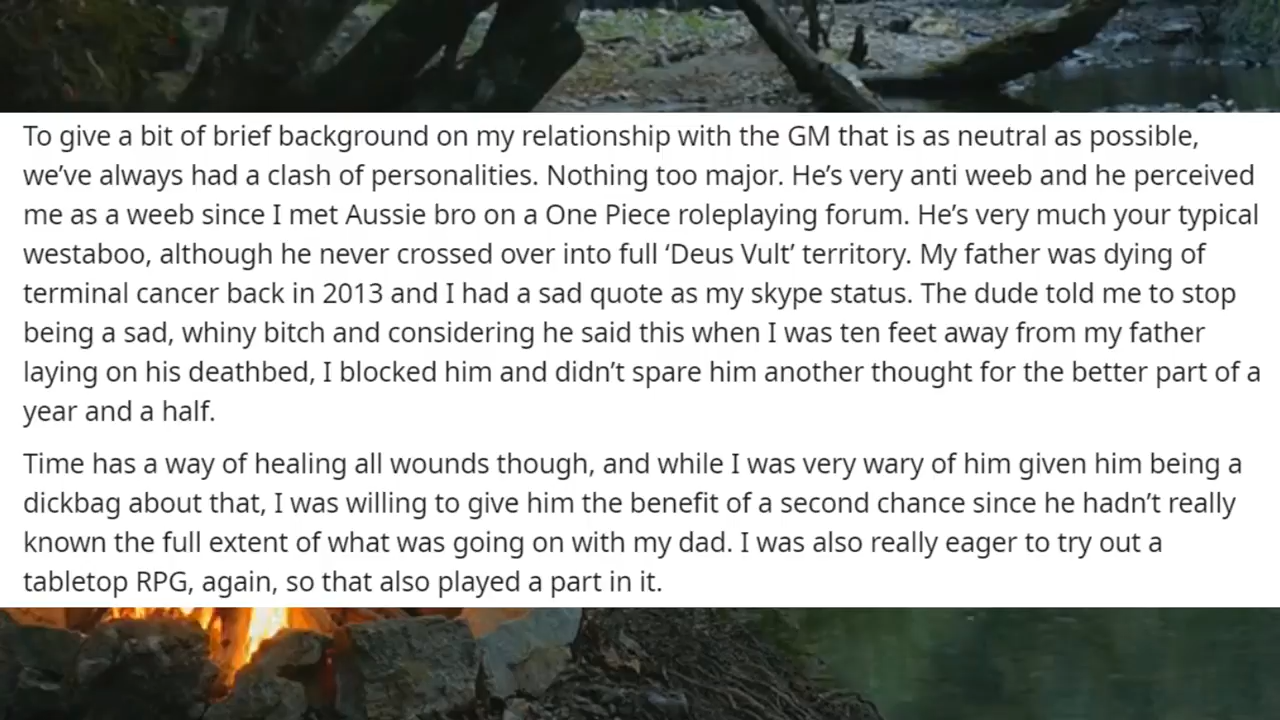 To give a bit of brief background on my relationship with the GM that is as neutral as possible,
we’ve always had a clash of personalities. Nothing too major. He’s very anti weeb and he perceived
me as a weeb since I met Aussie bro on a One Piece roleplaying forum. He’s very much your typical
westaboo, although he never crossed over into full ‘Deus Vult’ territory. My father was dying of
terminal cancer back in 2013 and I had a sad quote as my skype status. The dude told me to stop
being a sad, whiny bitch and considering he said this when I was ten feet away from my father
laying on his deathbed, I blocked him and didn’t spare him another thought for the better part of a
year and a half.
Time has a way of healing all wounds though, and while I was very wary of him given him being a
dickbag about that, I was willing to give him the benefit of a second chance since he hadn’t really
known the full extent of what was going on with my dad. I was also really eager to try out a
tabletop RPG, again, so that also played a part in it.